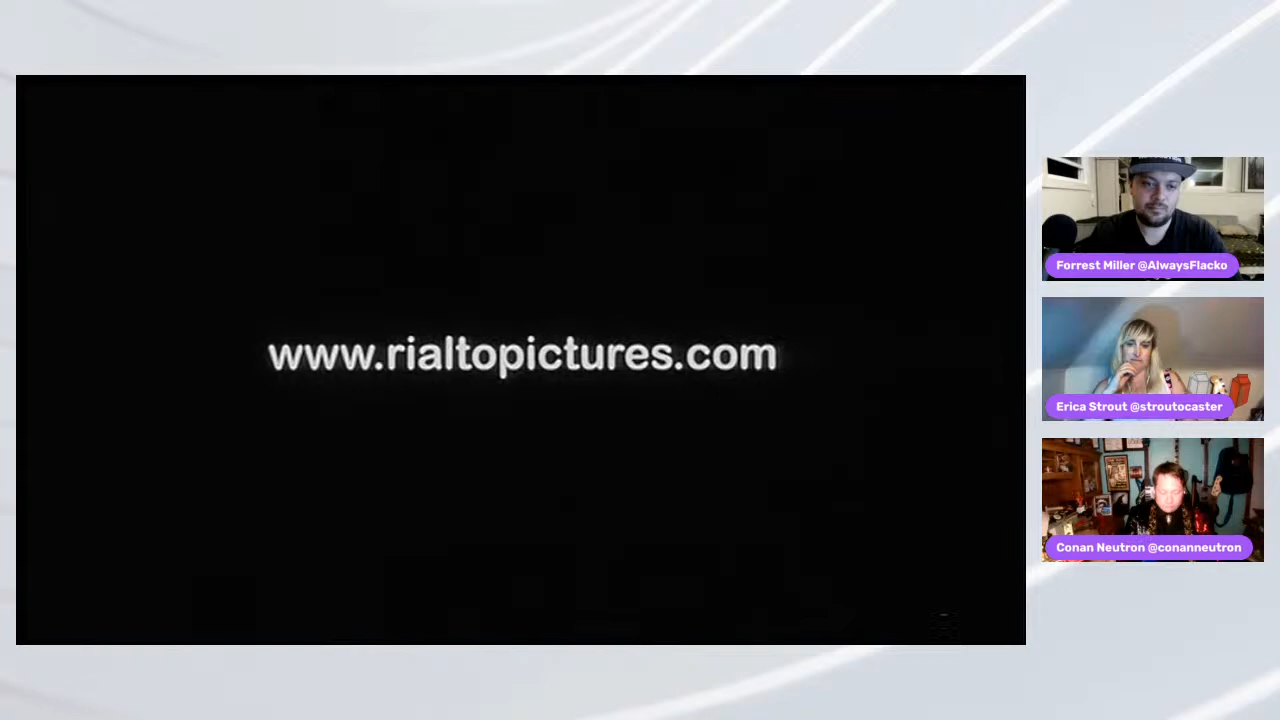 www.rialtopictures.com
Forrest Miller @AlwaysFlacko
Erica Strout @stroutocaster
Conan Neutron @conanneutron